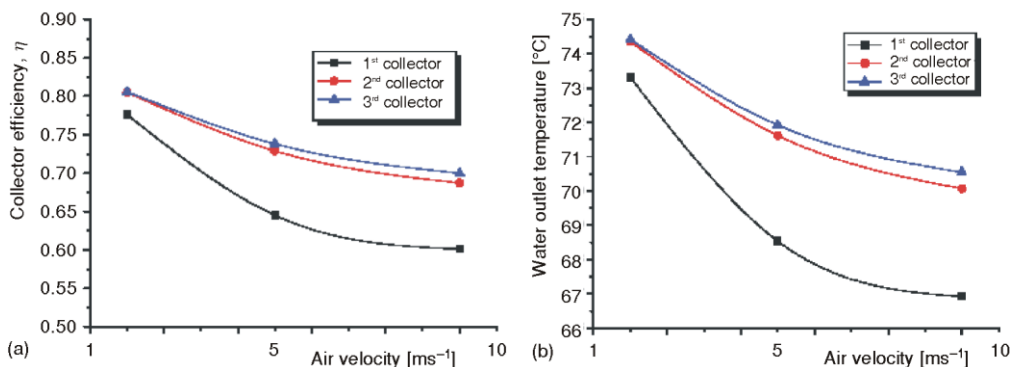 Collector efficiency, η
0.90
0.85
0.80
0.75
0.70
0.65
0.60
0.55
0.50
1st collector
2nd collector
3rd collector
1
5
10
Air velocity [ms⁻¹]
(a)
Water outlet temperature [°C]
75
74
73
72
71
70
69
68
67
66
1st collector
2nd collector
3rd collector
1
5
10
Air velocity [ms⁻¹]
(b)